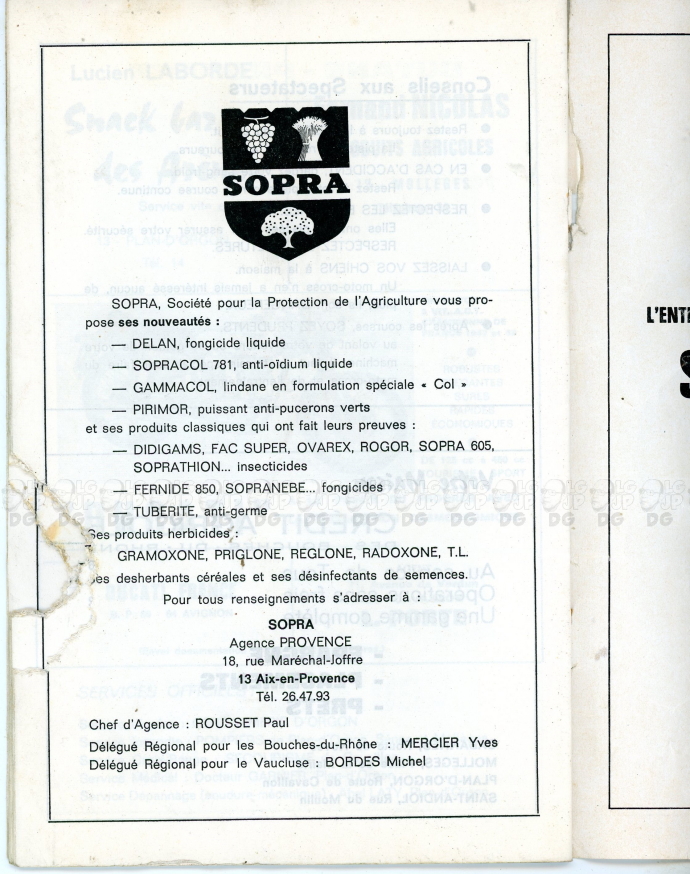 SOPRA
SOPRA, Société pour la Protection de l'Agriculture vous pro-
pose ses nouveautés :
— DELAN, fongicide liquide
— SOPRACOL 781, anti-oïdium liquide
— GAMMACOL, lindane en formulation spéciale « Col »
— PIRIMOR, puissant anti-pucerons verts
et ses produits classiques qui ont fait leurs preuves :
— DIDIGAMS, FAC SUPER, OVAREX, ROGOR, SOPRA 605,
SOPRATHION... insecticides
— FERNIDE 850, SOPRANEBE... fongicides
— TUBERITE, anti-germe
Ses produits herbicides :
GRAMOXONE, PRIGLONE, REGLONE, RADOXONE, T.L.
es desherbants céréales et ses désinfectants de semences.
Pour tous renseignements s'adresser à :
SOPRA
Agence PROVENCE
18, rue Maréchal-Joffre
13 Aix-en-Provence
Tél. 26.47.93
Chef d'Agence : ROUSSET Paul
Délégué Régional pour les Bouches-du-Rhône : MERCIER Yves
Délégué Régional pour le Vaucluse : BORDES Michel
L'ENT